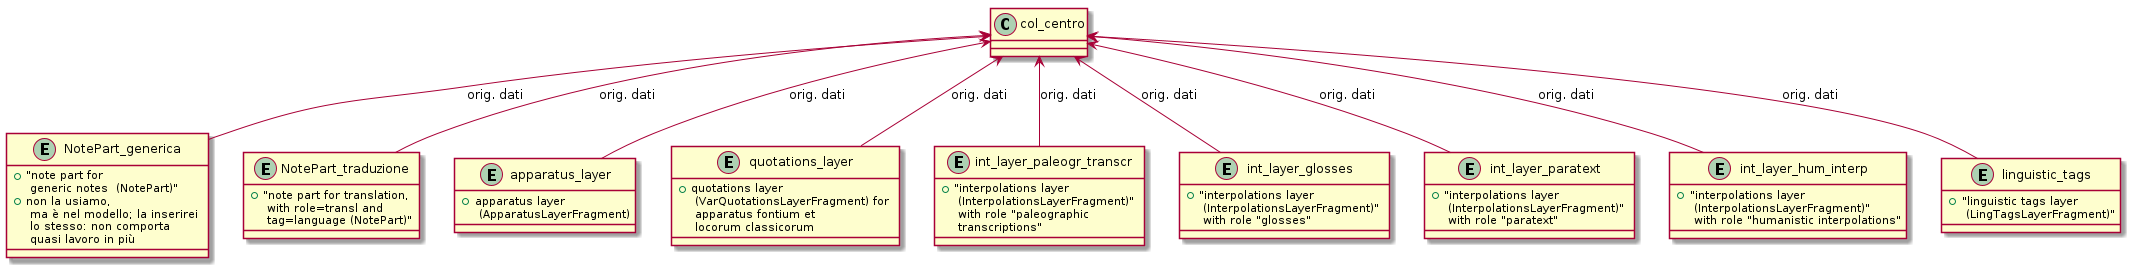 C col_centro
orig. dati
orig. dati
orig. dati
orig. dati
orig. dati
orig. dati
orig. dati
orig. dati
orig. dati
E NotePart_generica
"note part for
generic notes  (NotePart)"
non la usiamo,
ma è nel modello; la inserirei
lo stesso: non comporta
quasi lavoro in più
E NotePart_traduzione
"note part for translation,
with role=transl and
tag=language (NotePart)"
E apparatus_layer
apparatus layer
(ApparatusLayerFragment)
E quotations_layer
quotations layer
(VarQuotationsLayerFragment) for
apparatus fontium et
locorum classicorum
E int_layer_paleogr_transcr
"interpolations layer
(InterpolationsLayerFragment)"
with role "paleographic
transcriptions"
E int_layer_glosses
"interpolations layer
(InterpolationsLayerFragment)"
with role "glosses"
E int_layer_paratext
"interpolations layer
(InterpolationsLayerFragment)"
with role "paratext"
E int_layer_hum_interp
"interpolations layer
(InterpolationsLayerFragment)"
with role "humanistic interpolations"
E linguistic_tags
"linguistic tags layer
(LingTagsLayerFragment)"